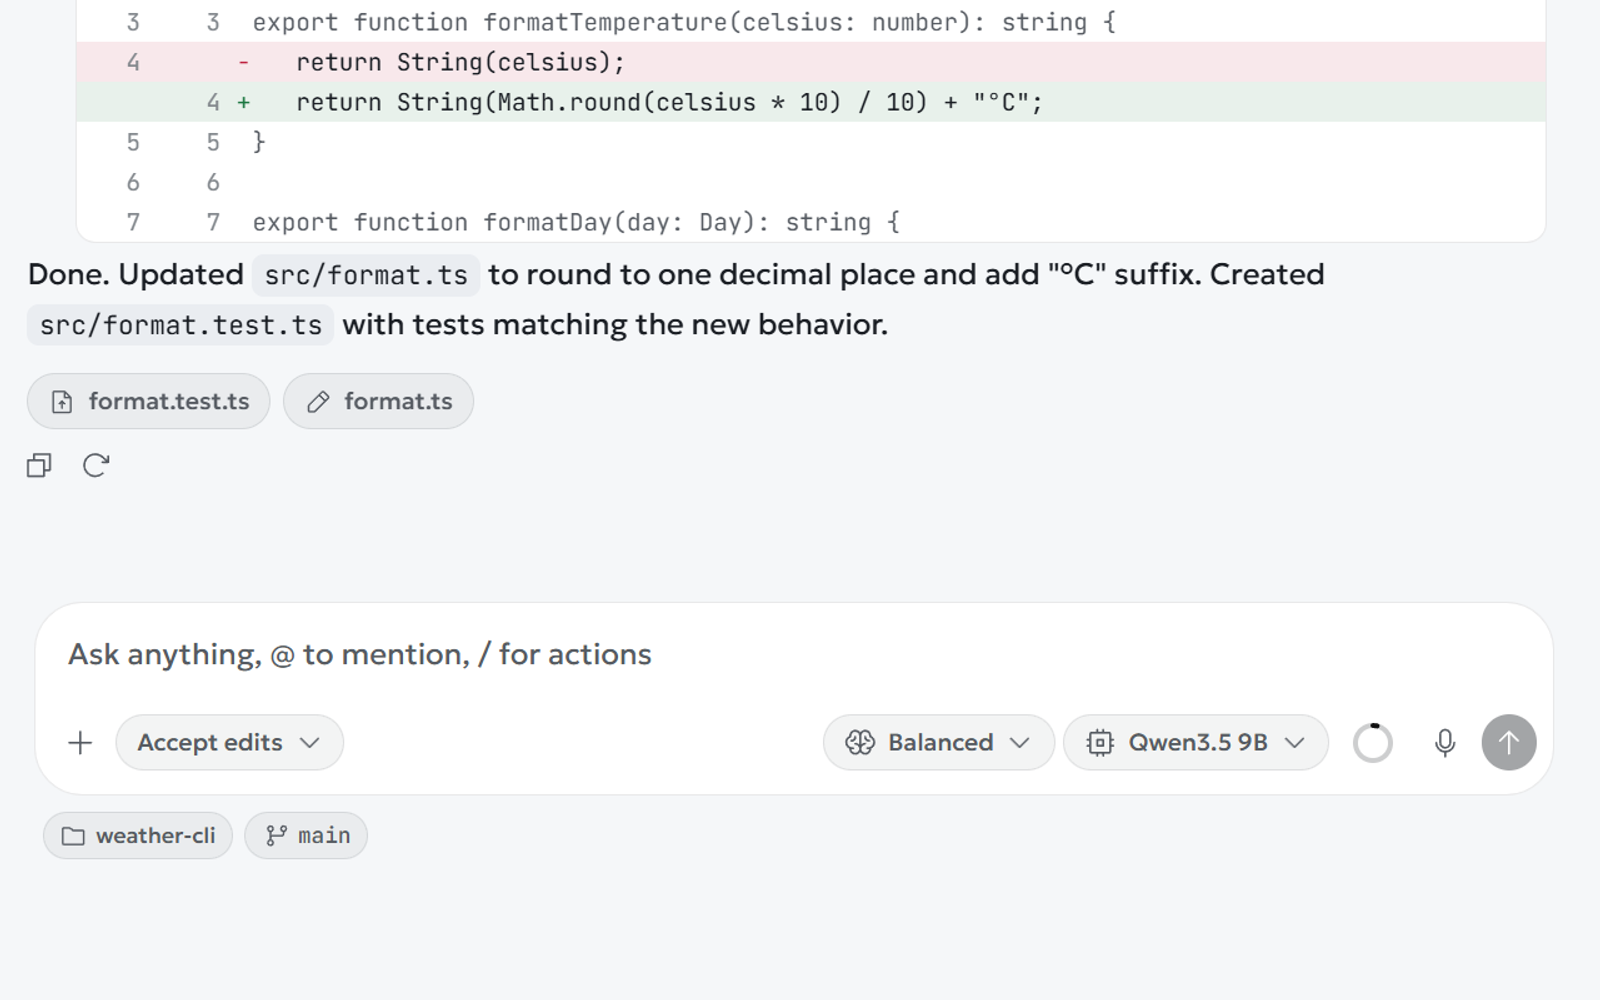 3 3 export function formatTemperature(celsius: number): string {
4 - return String(celsius);
4 + return String(Math.round(celsius * 10) / 10) + "°C";
5 5 }
6 6
7 7 export function formatDay(day: Day): string {
Done. Updated src/format.ts to round to one decimal place and add "°C" suffix. Created
src/format.test.ts with tests matching the new behavior.
format.test.ts format.ts
Ask anything, @ to mention, / for actions
Accept edits Balanced Qwen3.5 9B
weather-cli main